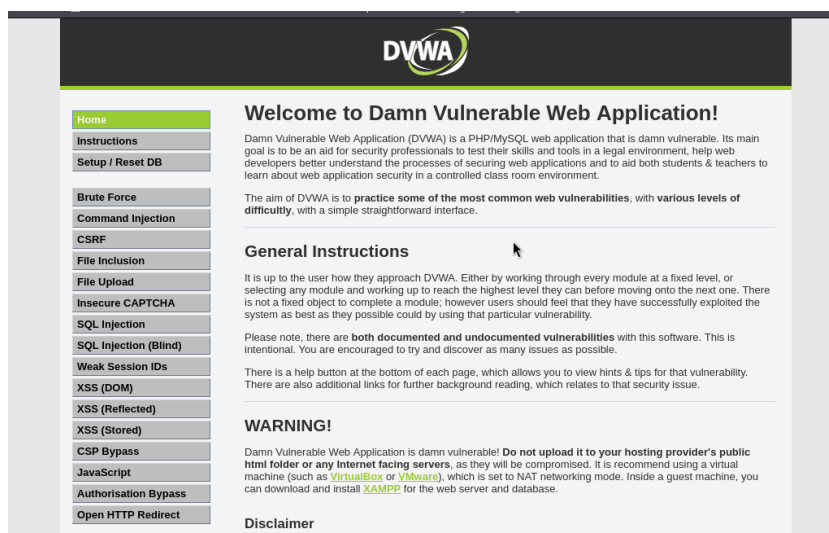 DVWA
Home
Instructions
Setup / Reset DB
Brute Force
Command Injection
CSRF
File Inclusion
File Upload
Insecure CAPTCHA
SQL Injection
SQL Injection (Blind)
Weak Session IDs
XSS (DOM)
XSS (Reflected)
XSS (Stored)
CSP Bypass
JavaScript
Authorisation Bypass
Open HTTP Redirect
Welcome to Damn Vulnerable Web Application!
Damn Vulnerable Web Application (DVWA) is a PHP/MySQL web application that is damn vulnerable. Its main
goal is to be an aid for security professionals to test their skills and tools in a legal environment, help web
developers better understand the processes of securing web applications and to aid both students & teachers to
learn about web application security in a controlled class room environment.
The aim of DVWA is to practice some of the most common web vulnerabilities, with various levels of
difficultly, with a simple straightforward interface.
General Instructions
It is up to the user how they approach DVWA. Either by working through every module at a fixed level, or
selecting any module and working up to reach the highest level they can before moving onto the next one. There
is not a fixed object to complete a module; however users should feel that they have successfully exploited the
system as best as they possible could by using that particular vulnerability.
Please note, there are both documented and undocumented vulnerabilities with this software. This is
intentional. You are encouraged to try and discover as many issues as possible.
There is a help button at the bottom of each page, which allows you to view hints & tips for that vulnerability.
There are also additional links for further background reading, which relates to that security issue.
WARNING!
Damn Vulnerable Web Application is damn vulnerable! Do not upload it to your hosting provider's public
html folder or any Internet facing servers, as they will be compromised. It is recommend using a virtual
machine (such as VirtualBox or VMware), which is set to NAT networking mode. Inside a guest machine, you
can download and install XAMPP for the web server and database.
Disclaimer